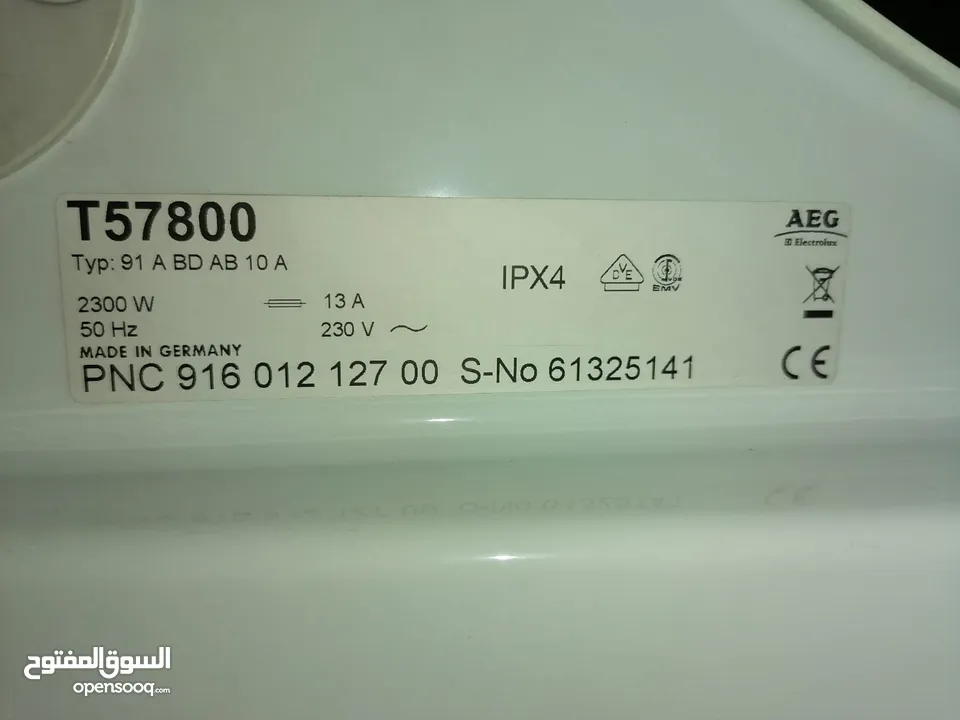 T57800
Typ: 91 A BD AB 10 A
2300 W 13 A
50 Hz 230 V
MADE IN GERMANY
PNC 916 012 127 00 S-No 61325141
IPX4
DVE
EMV
AEG
Electrolux
CE
السوق المفتوح
opensooq.com